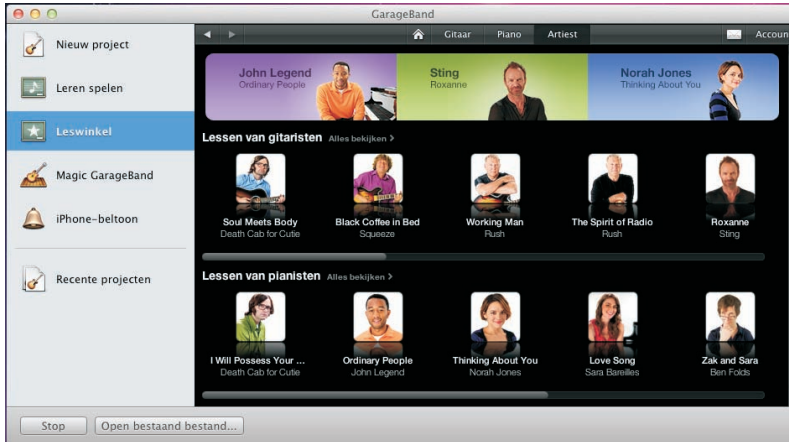 GarageBand
Nieuw project
Leren spelen
Leswinkel
Magic GarageBand
iPhone-beltoon
Recente projecten
Gitaar Piano Artiest Accoun
John Legend
Ordinary People
Sting
Roxanne
Norah Jones
Thinking About You
Lessen van gitaristen Alles bekijken >
Soul Meets Body
Death Cab for Cutie
Black Coffee in Bed
Squeeze
Working Man
Rush
The Spirit of Radio
Rush
Roxanne
Sting
Lessen van pianisten Alles bekijken >
I Will Possess Your ...
Death Cab for Cutie
Ordinary People
John Legend
Thinking About You
Norah Jones
Love Song
Sara Bareilles
Zak and Sara
Ben Folds
Stop Open bestaand bestand...